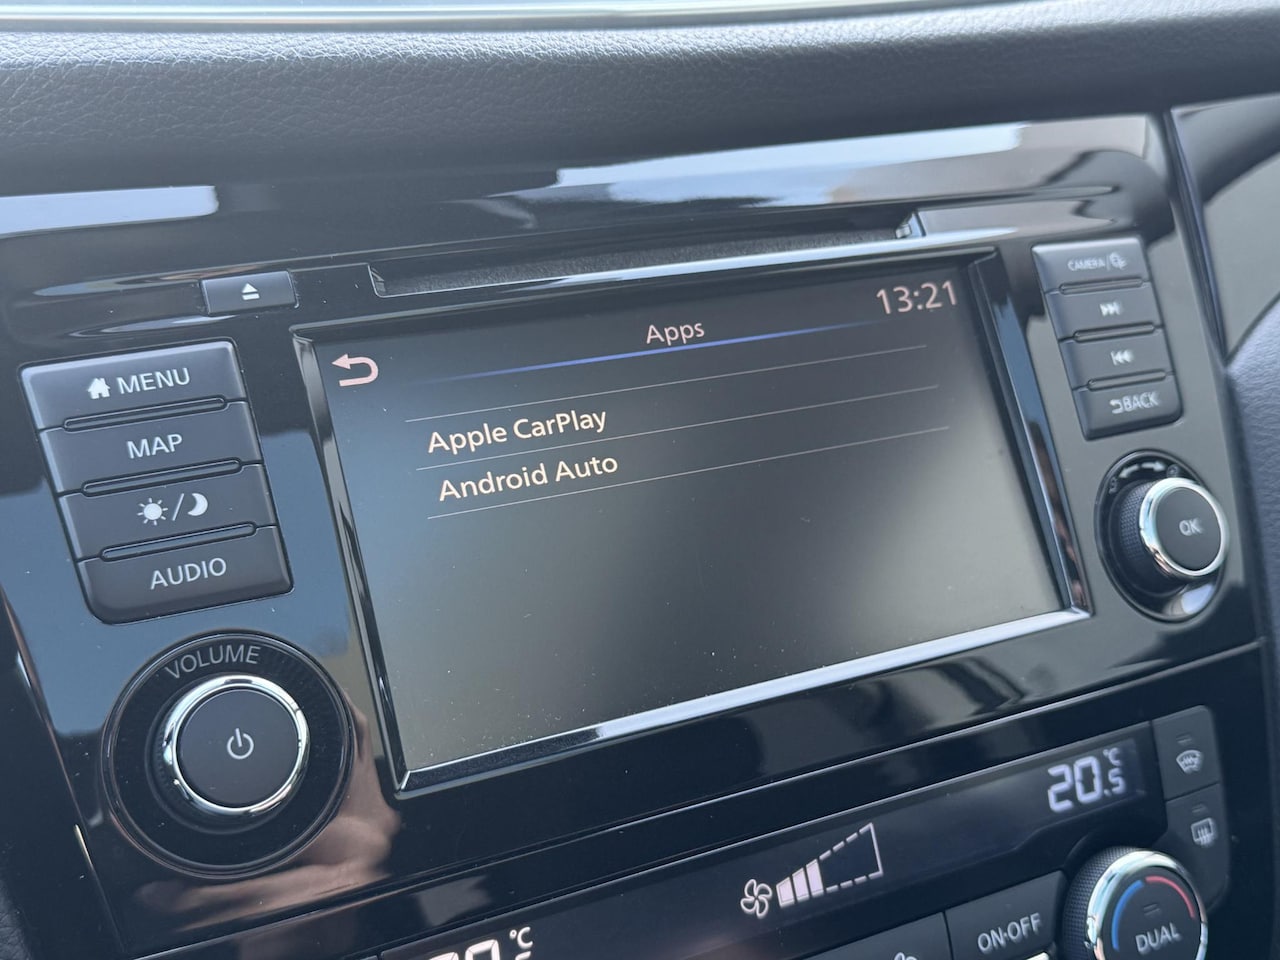 13:21
Apps
Apple CarPlay
Android Auto
MENU
MAP
AUDIO
VOLUME
CAMERA
BACK
OK
20.5
°C
°C
ON·OFF
DUAL